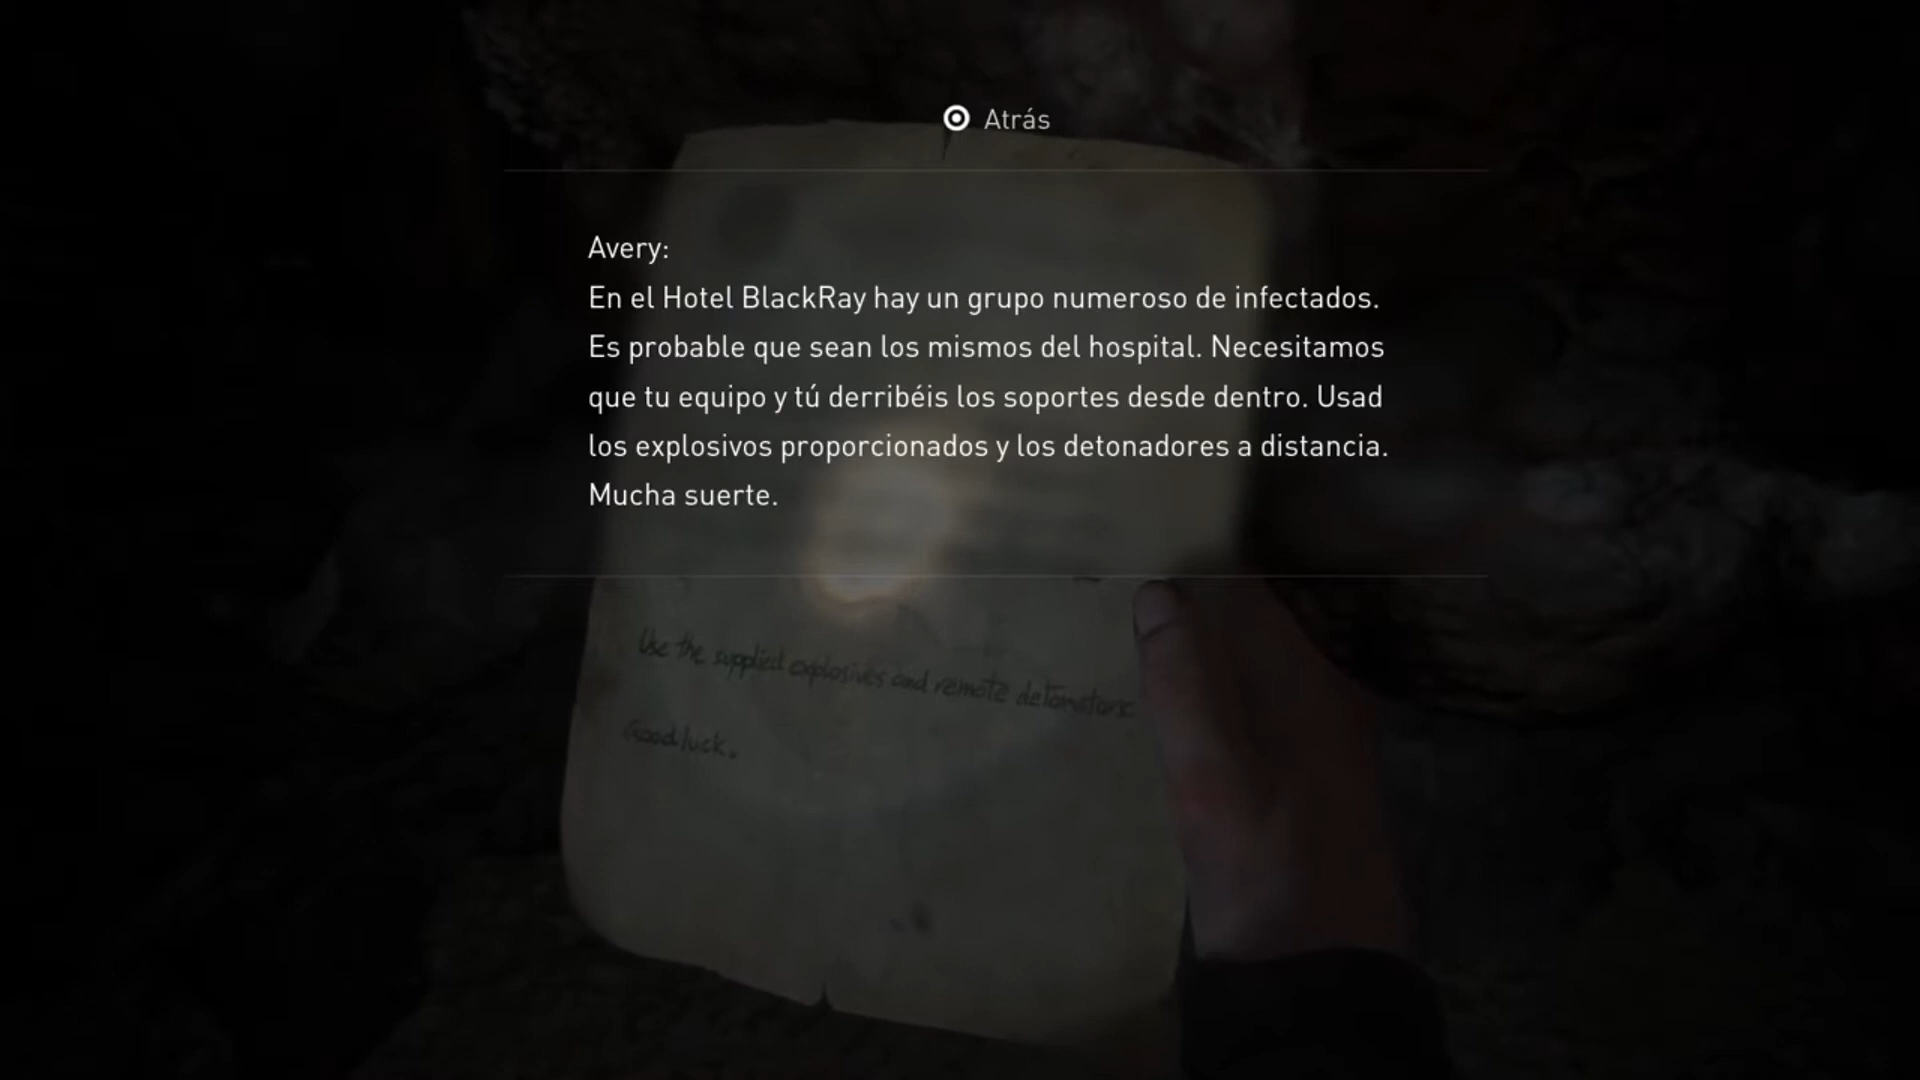 Atrás
Avery:
En el Hotel BlackRay hay un grupo numeroso de infectados.
Es probable que sean los mismos del hospital. Necesitamos
que tu equipo y tú derribéis los soportes desde dentro. Usad
los explosivos proporcionados y los detonadores a distancia.
Mucha suerte.
Use the supplied explosives and remote detonators.
Good luck.